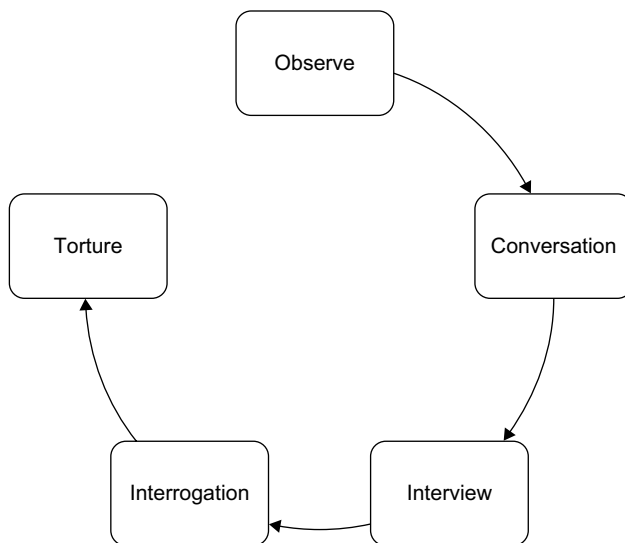 Observe
Conversation
Interview
Interrogation
Torture